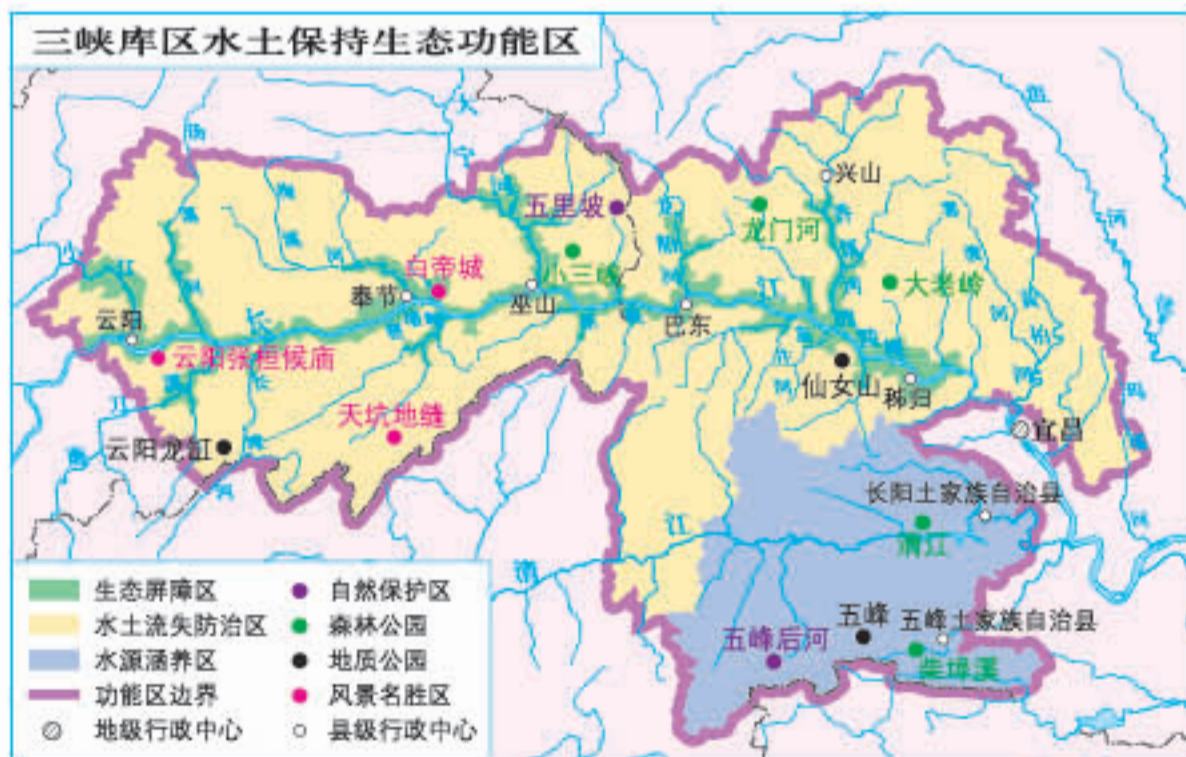 三峡库区水土保持生态功能区
兴山
五里坡
龙门河
白帝城
小三峡
大老岭
奉节
巫山
江
巴东
云阳
长
云阳张桓候庙
仙女山
秭归
天坑地缝
宜昌
云阳龙缸
长阳土家族自治县
清江
江
清
生态屏障区
自然保护区
水土流失防治区
森林公园
五峰
五峰土家族自治县
水源涵养区
地质公园
五峰后河
柴埠溪
功能区边界
风景名胜区
地级行政中心
县级行政中心